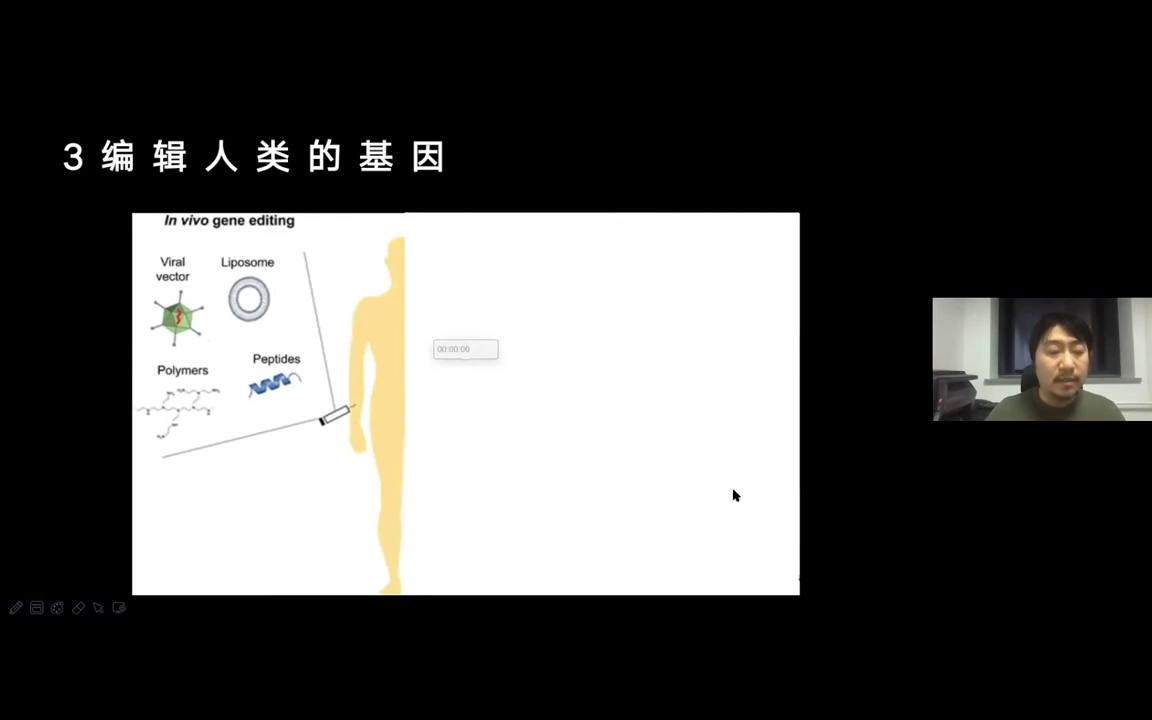 3 编辑人类的基因
In vivo gene editing
Viral
vector
Liposome
Peptides
Polymers
00:00:00